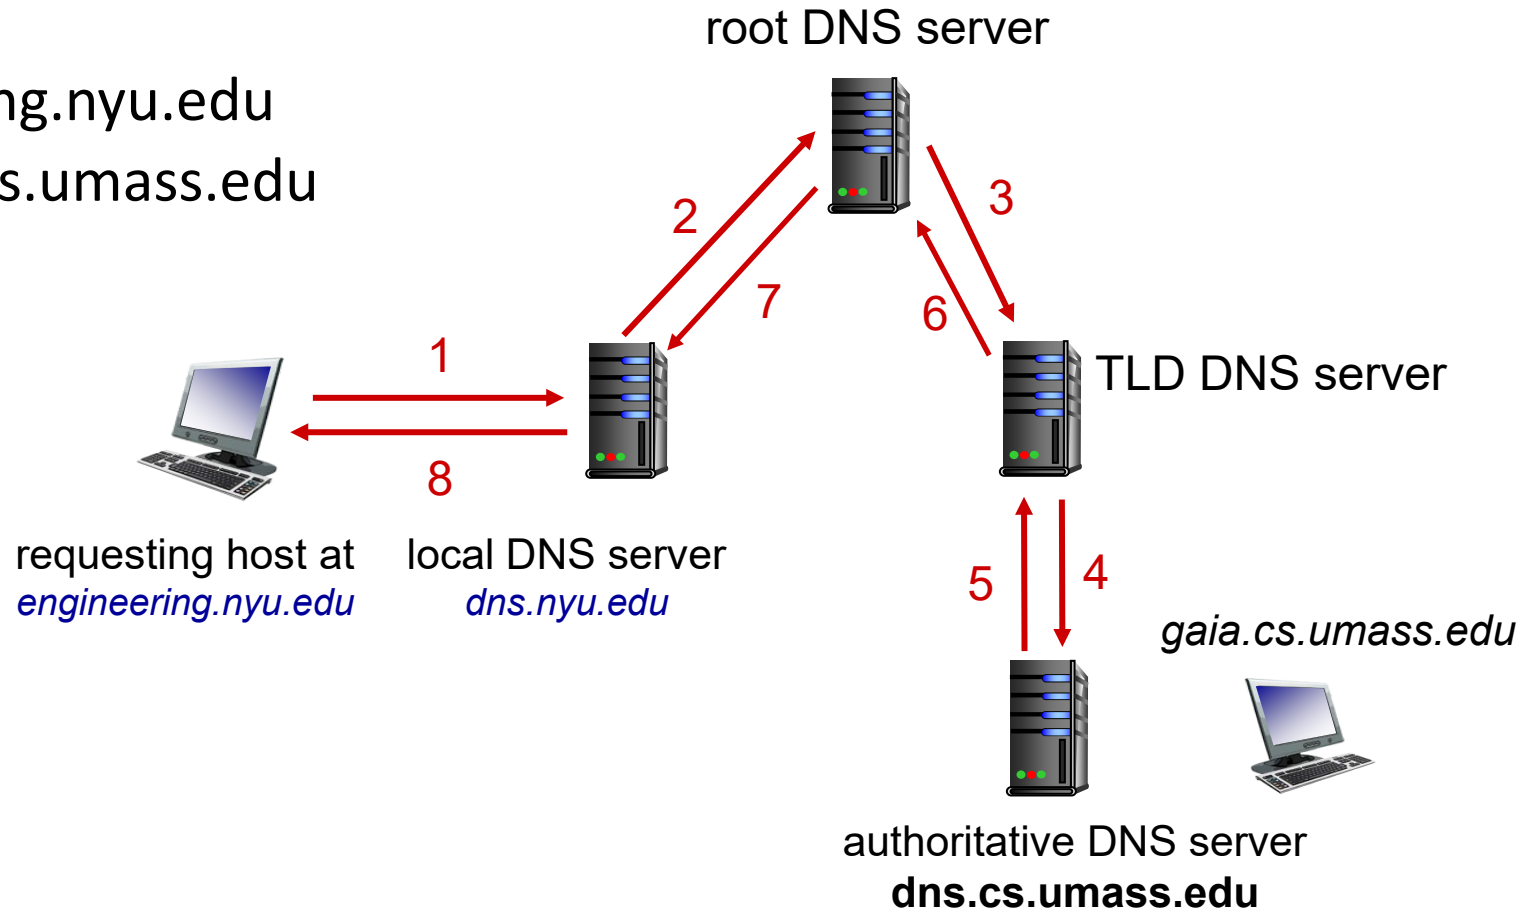 root DNS server
ng.nyu.edu
s.umass.edu
2
3
7
6
1
TLD DNS server
8
requesting host at
engineering.nyu.edu
local DNS server
dns.nyu.edu
5
4
gaia.cs.umass.edu
authoritative DNS server
dns.cs.umass.edu